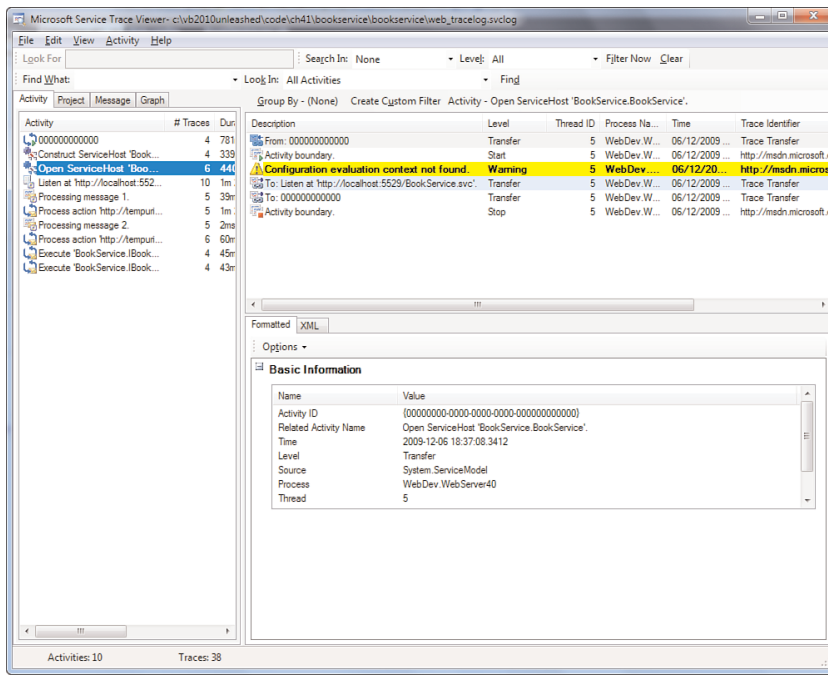 Microsoft Service Trace Viewer- c:\vb2010unleashed\code\ch41\bookservice\bookservice\web_tracelog.svclog
File Edit View Activity Help
Look For Search In: None Level: All Filter Now Clear
Find What: Look In: All Activities Find
Activity Project Message Graph
Group By - (None) Create Custom Filter Activity - Open ServiceHost 'BookService.BookService'.
Activity # Traces Dur
000000000000 4 781
Construct ServiceHost 'Book... 4 339
Open ServiceHost 'Boo... 6 440
Listen at 'http://localhost:552... 10 1m
Processing message 1. 5 39m
Process action 'http://tempuri... 5 1m
Processing message 2. 5 2ms
Process action 'http://tempuri... 6 60m
Execute 'BookService.IBook... 4 45m
Execute 'BookService.IBook... 4 43m
Description Level Thread ID Process Na... Time Trace Identifier
From: 000000000000 Transfer 5 WebDev.W... 06/12/2009 ... Trace Transfer
Activity boundary. Start 5 WebDev.W... 06/12/2009 ... http://msdn.microsoft.
Configuration evaluation context not found. Warning 5 WebDev.... 06/12/20... http://msdn.micros
To: Listen at 'http://localhost:5529/BookService.svc'. Transfer 5 WebDev.W... 06/12/2009 ... Trace Transfer
To: 000000000000 Transfer 5 WebDev.W... 06/12/2009 ... Trace Transfer
Activity boundary. Stop 5 WebDev.W... 06/12/2009 ... http://msdn.microsoft.
Formatted XML
Options
Basic Information
Name Value
Activity ID {00000000-0000-0000-0000-000000000000}
Related Activity Name Open ServiceHost 'BookService.BookService'.
Time 2009-12-06 18:37:08.3412
Level Transfer
Source System.ServiceModel
Process WebDev.WebServer40
Thread 5
Activities: 10 Traces: 38